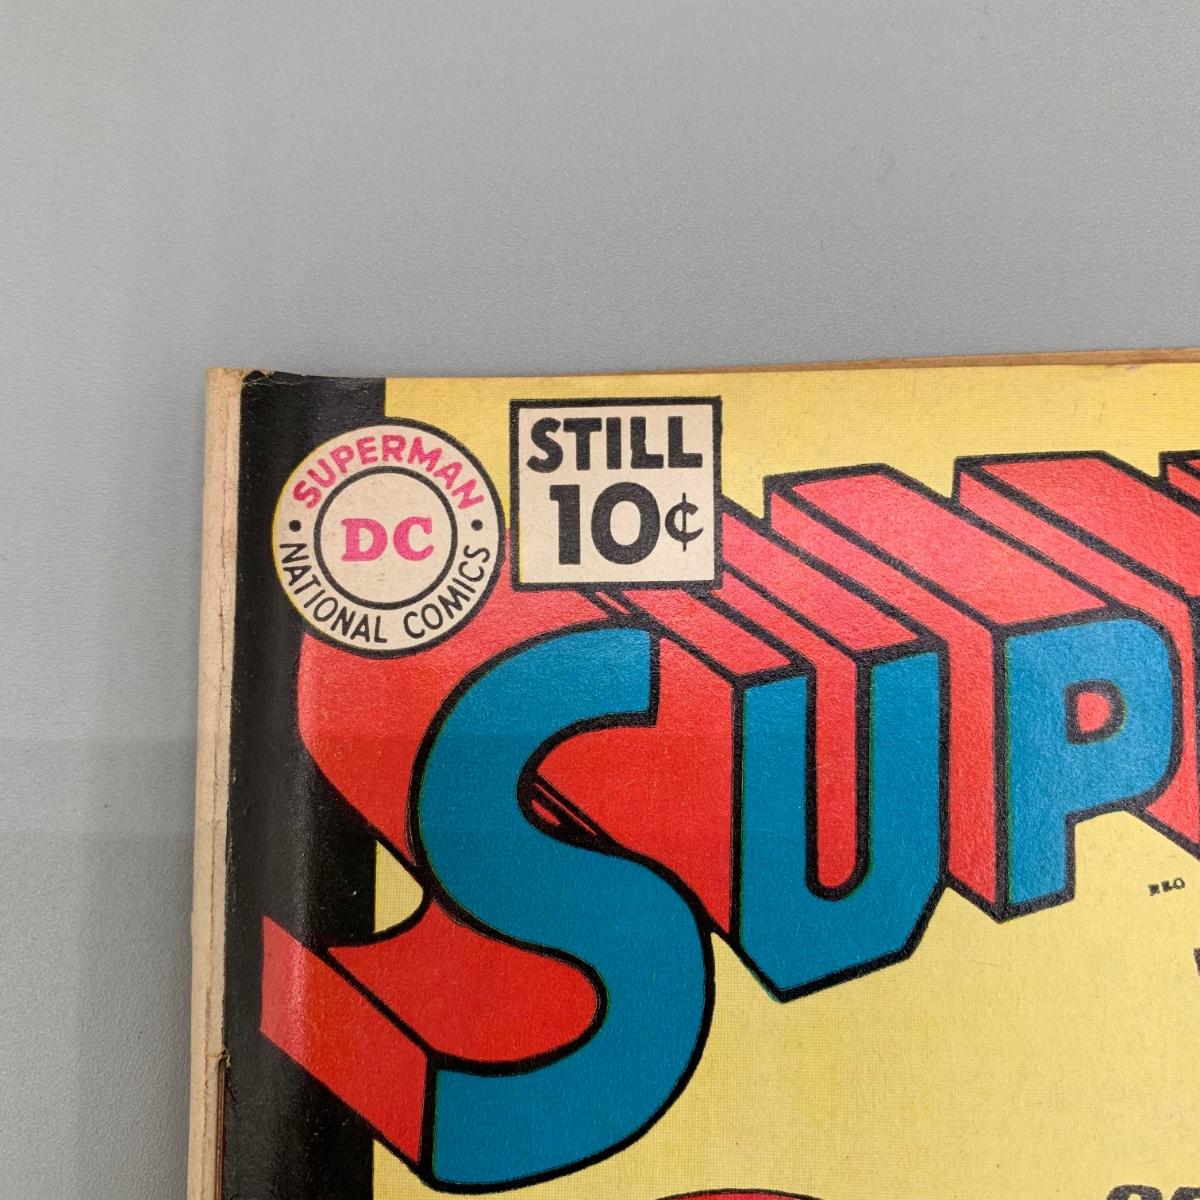 SUPERMAN
DC
NATIONAL COMICS
STILL
10¢
SUP